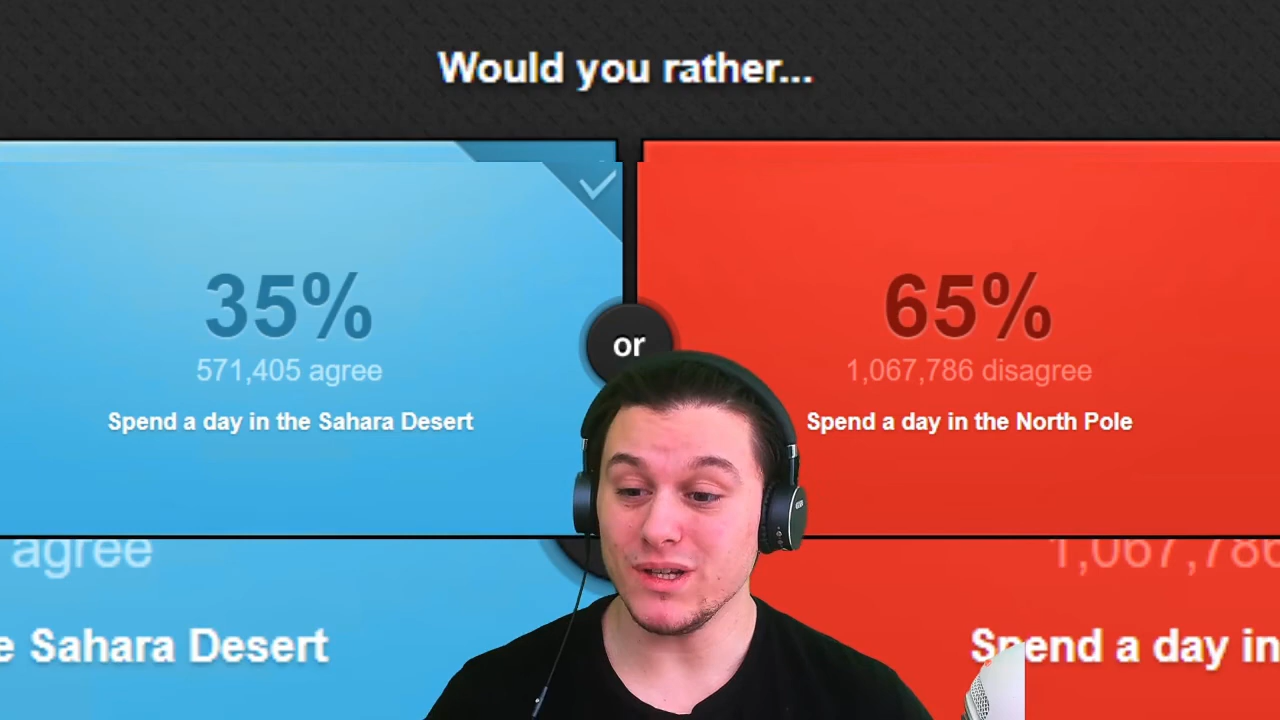 Would you rather...
35%
571,405 agree
Spend a day in the Sahara Desert
or
65%
1,067,786 disagree
Spend a day in the North Pole
agree
1,067,786
e Sahara Desert
Spend a day in